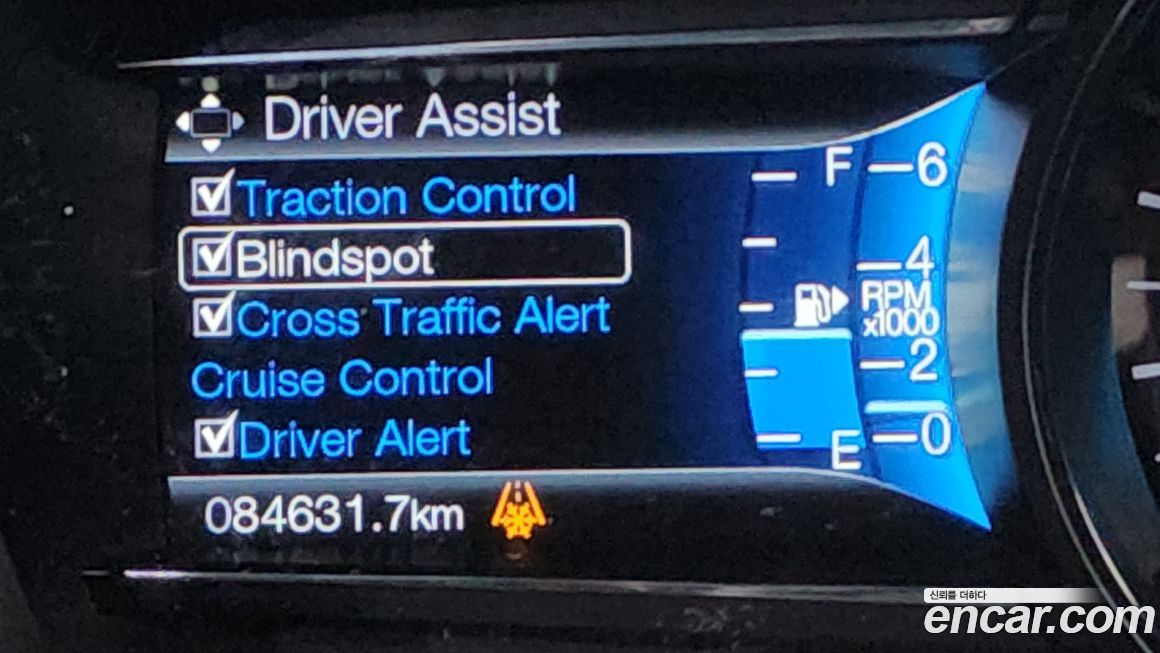 Driver Assist
Traction Control
Blindspot
Cross Traffic Alert
Cruise Control
Driver Alert
084631.7km
F
E
6
4
RPM
x1000
2
0
신뢰를 더하다
encar.com